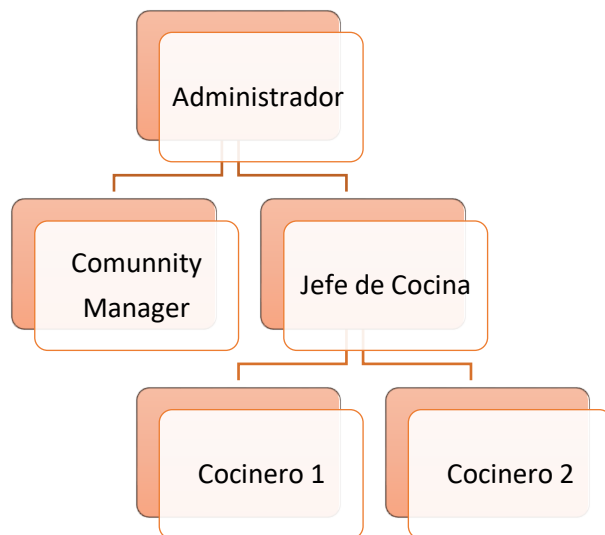 Administrador
Comunnity
Manager
Jefe de Cocina
Cocinero 1
Cocinero 2